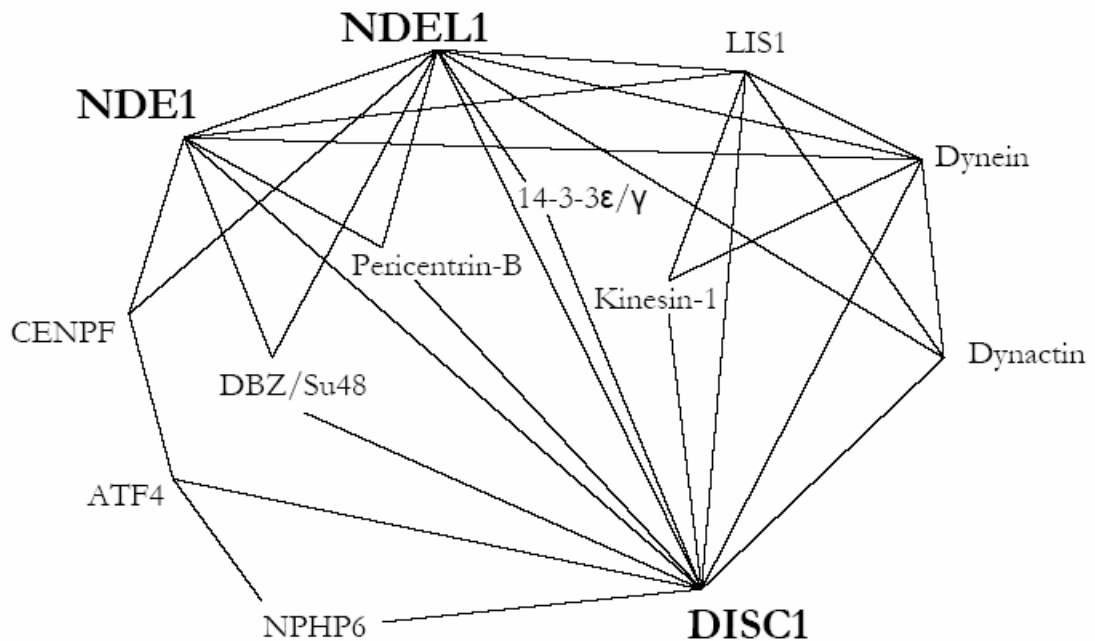 NDEL1
LIS1
NDE1
Dynein
14-3-3ε/γ
Pericentrin-B
Kinesin-1
CENPF
Dynactin
DBZ/Su48
ATF4
NPHP6
DISC1